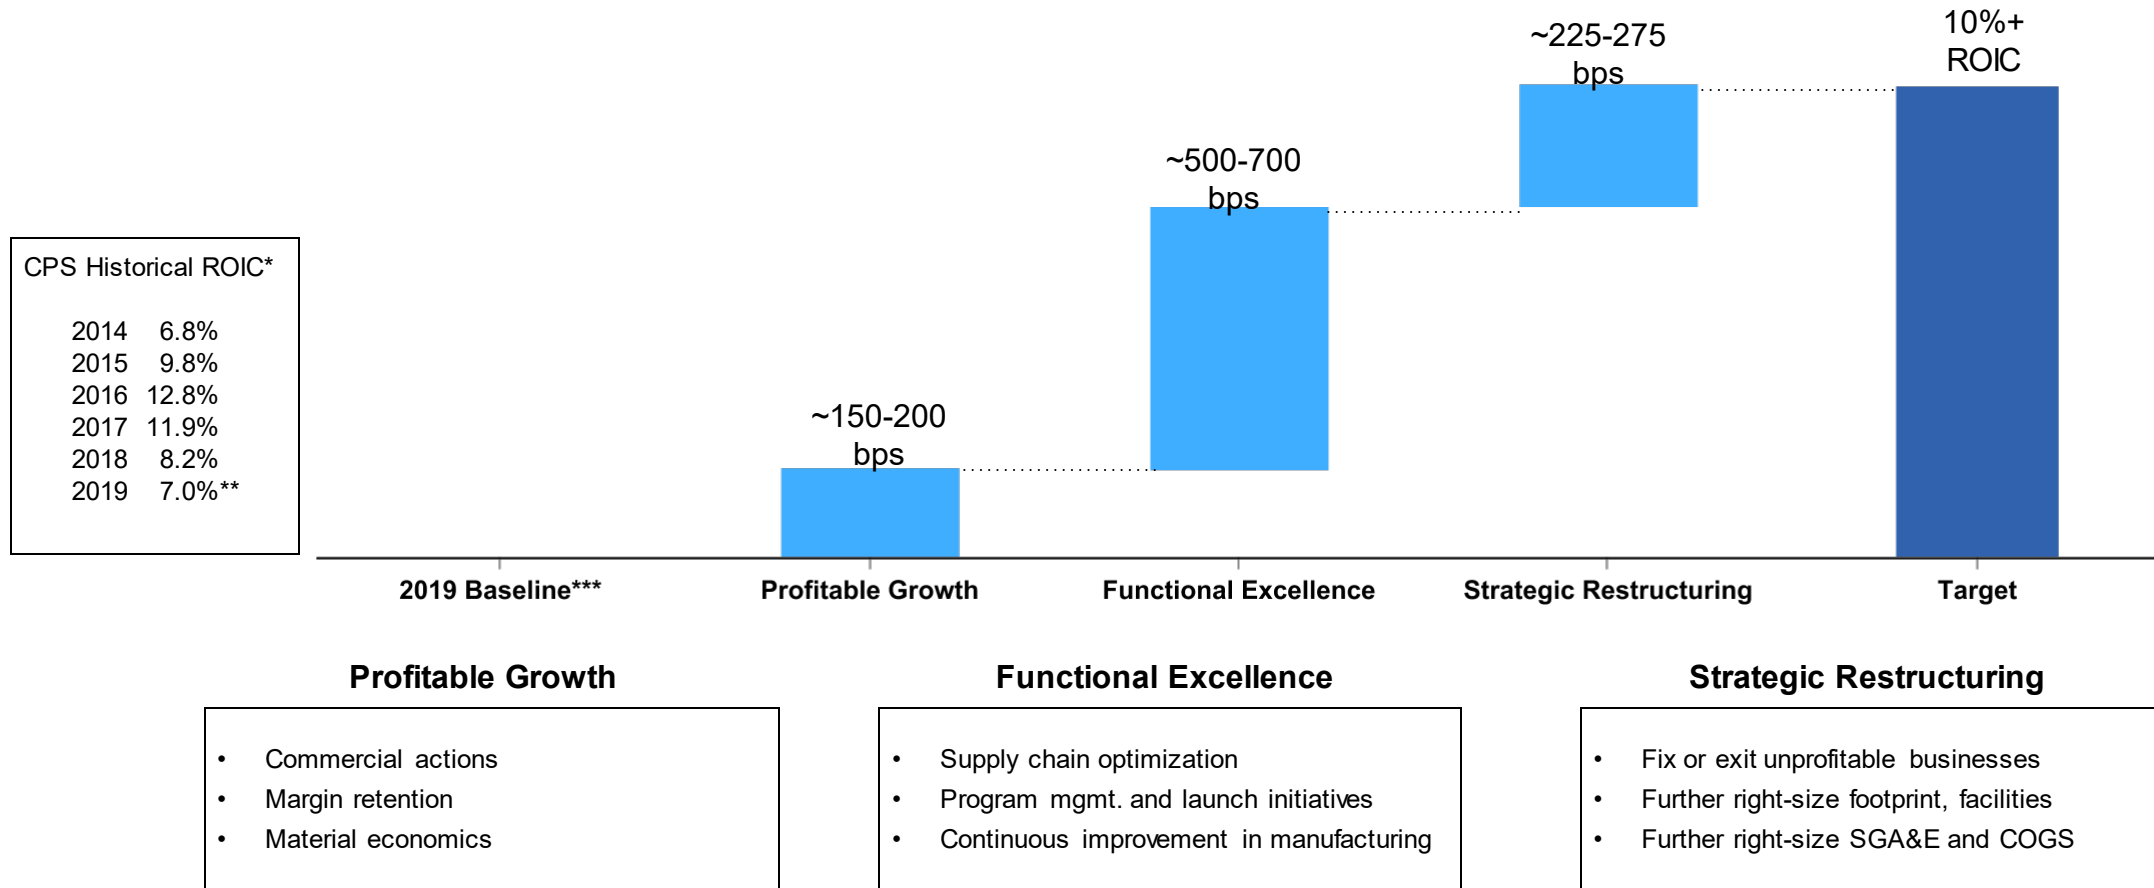 10%+
ROIC
~225-275
bps
~500-700
bps
CPS Historical ROIC*
2014 6.8%
2015 9.8%
2016 12.8%
2017 11.9%
2018 8.2%
2019 7.0%**
~150-200
bps
2019 Baseline***
Profitable Growth
Functional Excellence
Strategic Restructuring
Target
Profitable Growth
• Commercial actions
• Margin retention
• Material economics
Functional Excellence
• Supply chain optimization
• Program mgmt. and launch initiatives
• Continuous improvement in manufacturing
Strategic Restructuring
• Fix or exit unprofitable businesses
• Further right-size footprint, facilities
• Further right-size SGA&E and COGS